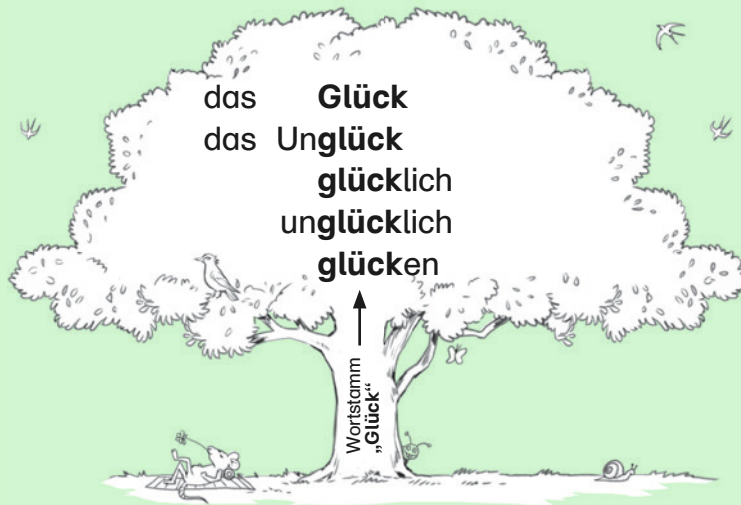 das Glück
das Unglück
glücklich
unglücklich
glücken
Wortstamm
„Glück“